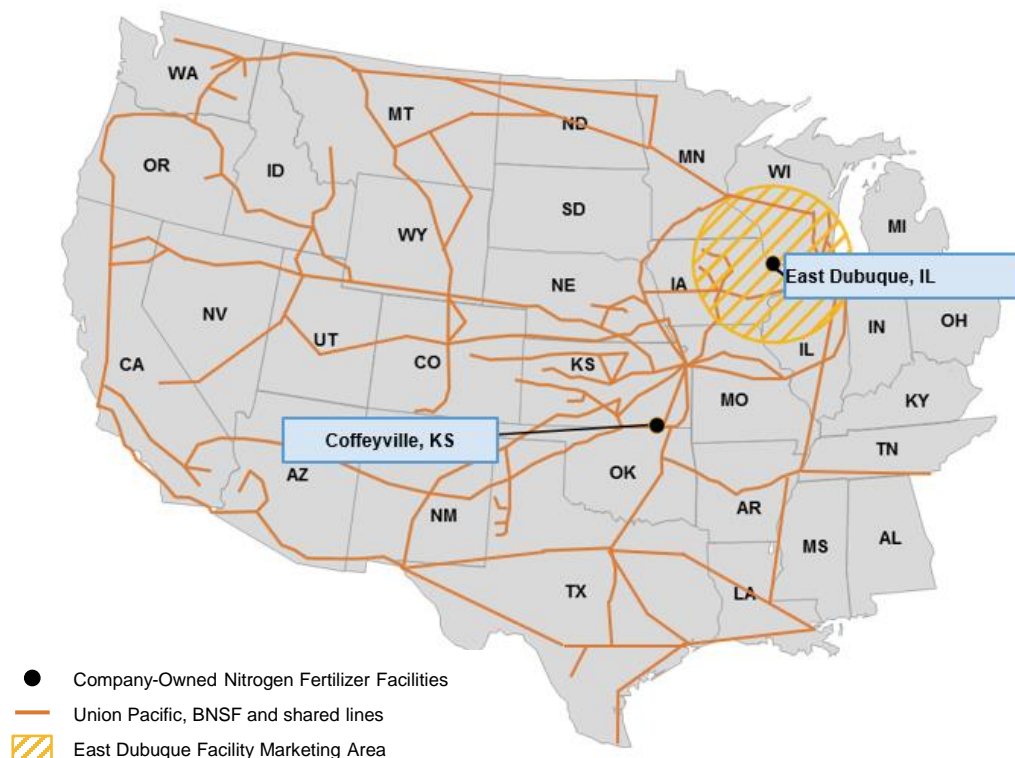 WA
MT
ND
MN
OR
ID
WI
SD
MI
WY
East Dubuque, IL
NE
IA
NV
OH
IN
UT
IL
CO
KS
CA
MO
KY
Coffeyville, KS
TN
OK
AZ
AR
NM
AL
MS
TX
LA
Company-Owned Nitrogen Fertilizer Facilities
Union Pacific, BNSF and shared lines
East Dubuque Facility Marketing Area